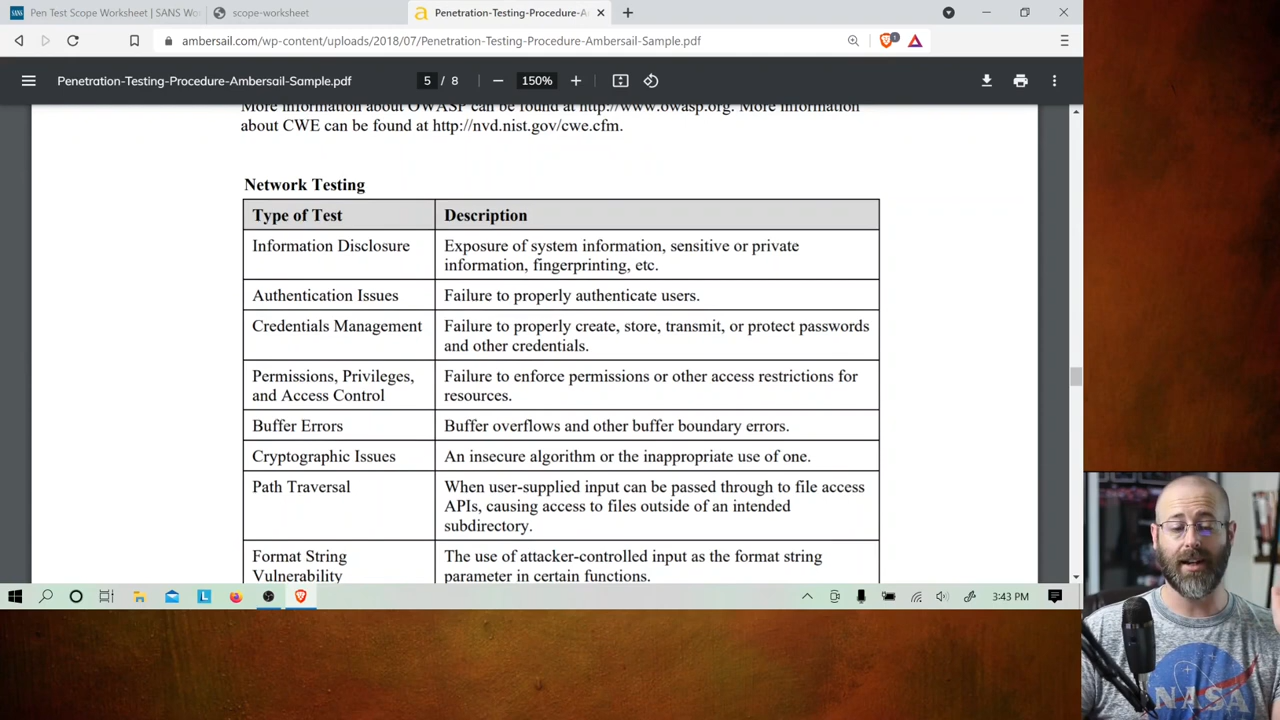 Pen Test Scope Worksheet | SANS Wo
scope-worksheet
Penetration-Testing-Procedure-A
ambersail.com/wp-content/uploads/2018/07/Penetration-Testing-Procedure-Ambersail-Sample.pdf
1
Penetration-Testing-Procedure-Ambersail-Sample.pdf
5 / 8
150%
More information about OWASP can be found at http://www.owasp.org. More information
about CWE can be found at http://nvd.nist.gov/cwe.cfm.
Network Testing
Type of Test Description
Information Disclosure Exposure of system information, sensitive or private
information, fingerprinting, etc.
Authentication Issues Failure to properly authenticate users.
Credentials Management Failure to properly create, store, transmit, or protect passwords
and other credentials.
Permissions, Privileges, Failure to enforce permissions or other access restrictions for
and Access Control resources.
Buffer Errors Buffer overflows and other buffer boundary errors.
Cryptographic Issues An insecure algorithm or the inappropriate use of one.
Path Traversal When user-supplied input can be passed through to file access
APIs, causing access to files outside of an intended
subdirectory.
Format String The use of attacker-controlled input as the format string
Vulnerability parameter in certain functions.
3:43 PM
NASA